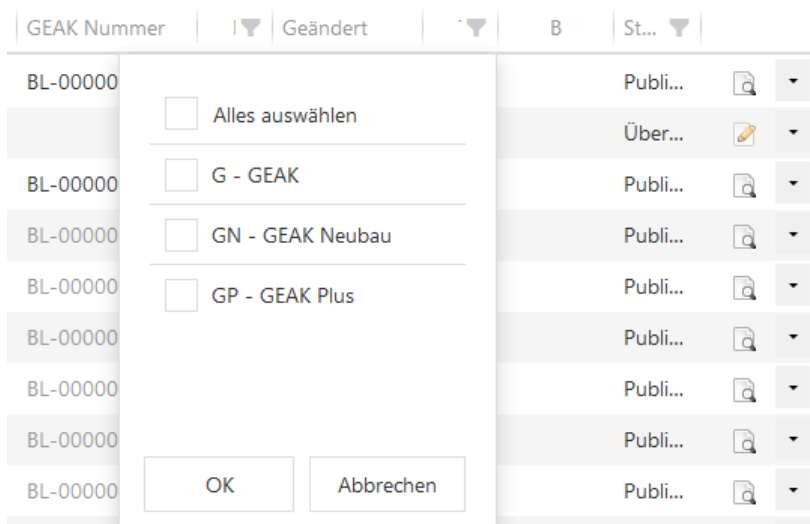 GEAK Nummer Geändert B St...
BL-00000 Publi...
Alles auswählen
Über...
G - GEAK
BL-00000 Publi...
GN - GEAK Neubau
BL-00000 Publi...
BL-00000 GP - GEAK Plus Publi...
BL-00000 Publi...
BL-00000 Publi...
BL-00000 Publi...
BL-00000 OK Abbrechen Publi...